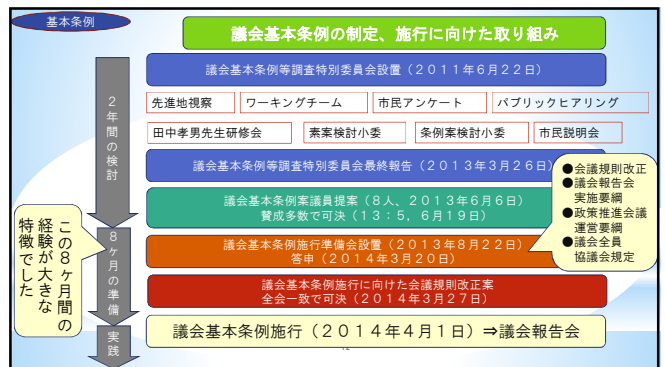 基本条例
議会基本条例の制定、施行に向けた取り組み
２年間の検討
議会基本条例等調査特別委員会設置（２０１１年６月２２日）
先進地視察
ワーキングチーム
市民アンケート
パブリックヒアリング
田中孝男先生研修会
素案検討小委
条例案検討小委
市民説明会
議会基本条例等調査特別委員会最終報告（２０１３年３月２６日）
議会基本条例案議員提案（８人、２０１３年６月６日）
賛成多数で可決（１３：５，６月１９日）
●会議規則改正
●議会報告会
実施要綱
●政策推進会議
運営要綱
●議会全員
協議会規定
この８ヶ月間の
経験が大きな
特徴でした
８ヶ月の準備
議会基本条例施行準備会設置（２０１３年８月２２日）
答申（２０１４年３月２０日）
議会基本条例施行に向けた会議規則改正案
全会一致で可決（２０１４年３月２７日）
実践
議会基本条例施行（２０１４年４月１日）⇒議会報告会